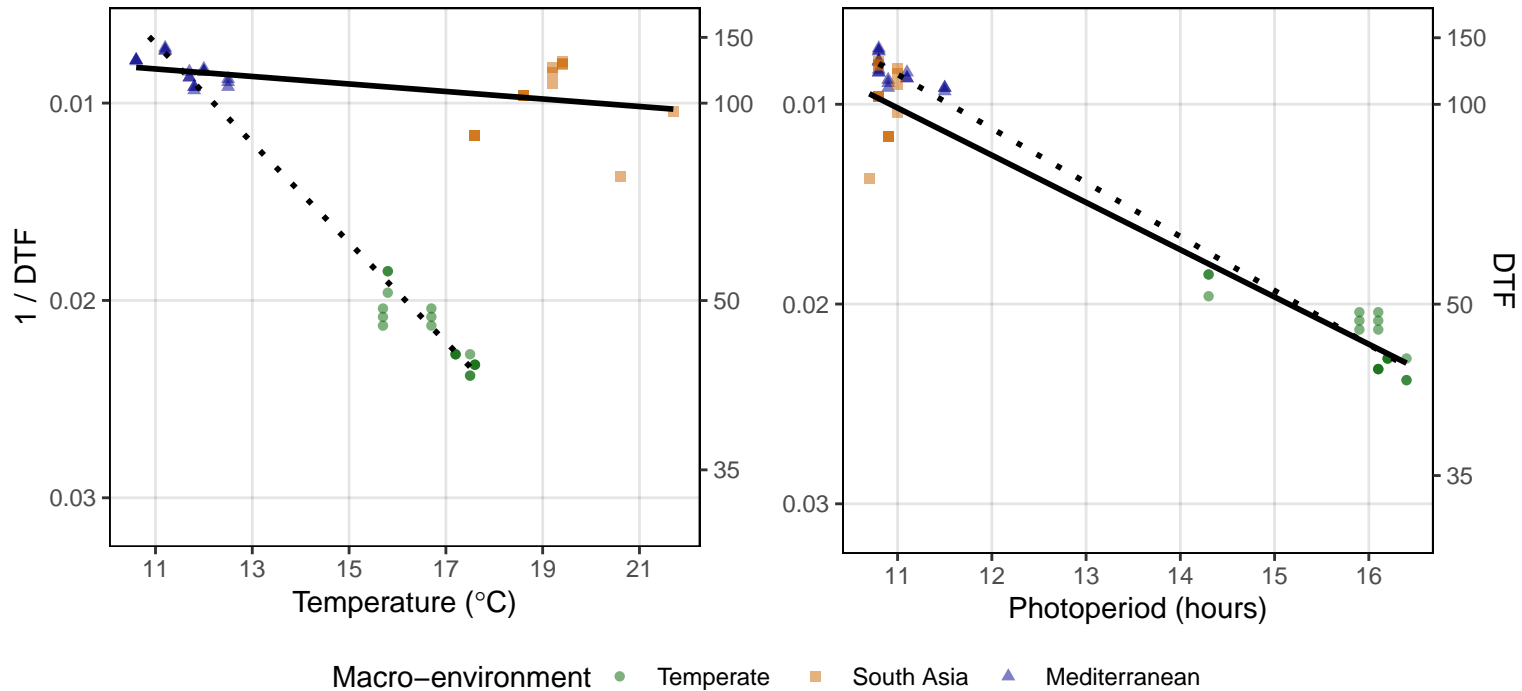 1 / DTF
0.01
0.02
0.03
150
100
50
35
11 13 15 17 19 21
Temperature (°C)
0.01
0.02
0.03
150
100
50
35
DTF
11 12 13 14 15 16
Photoperiod (hours)
Macro−environment Temperate South Asia Mediterranean